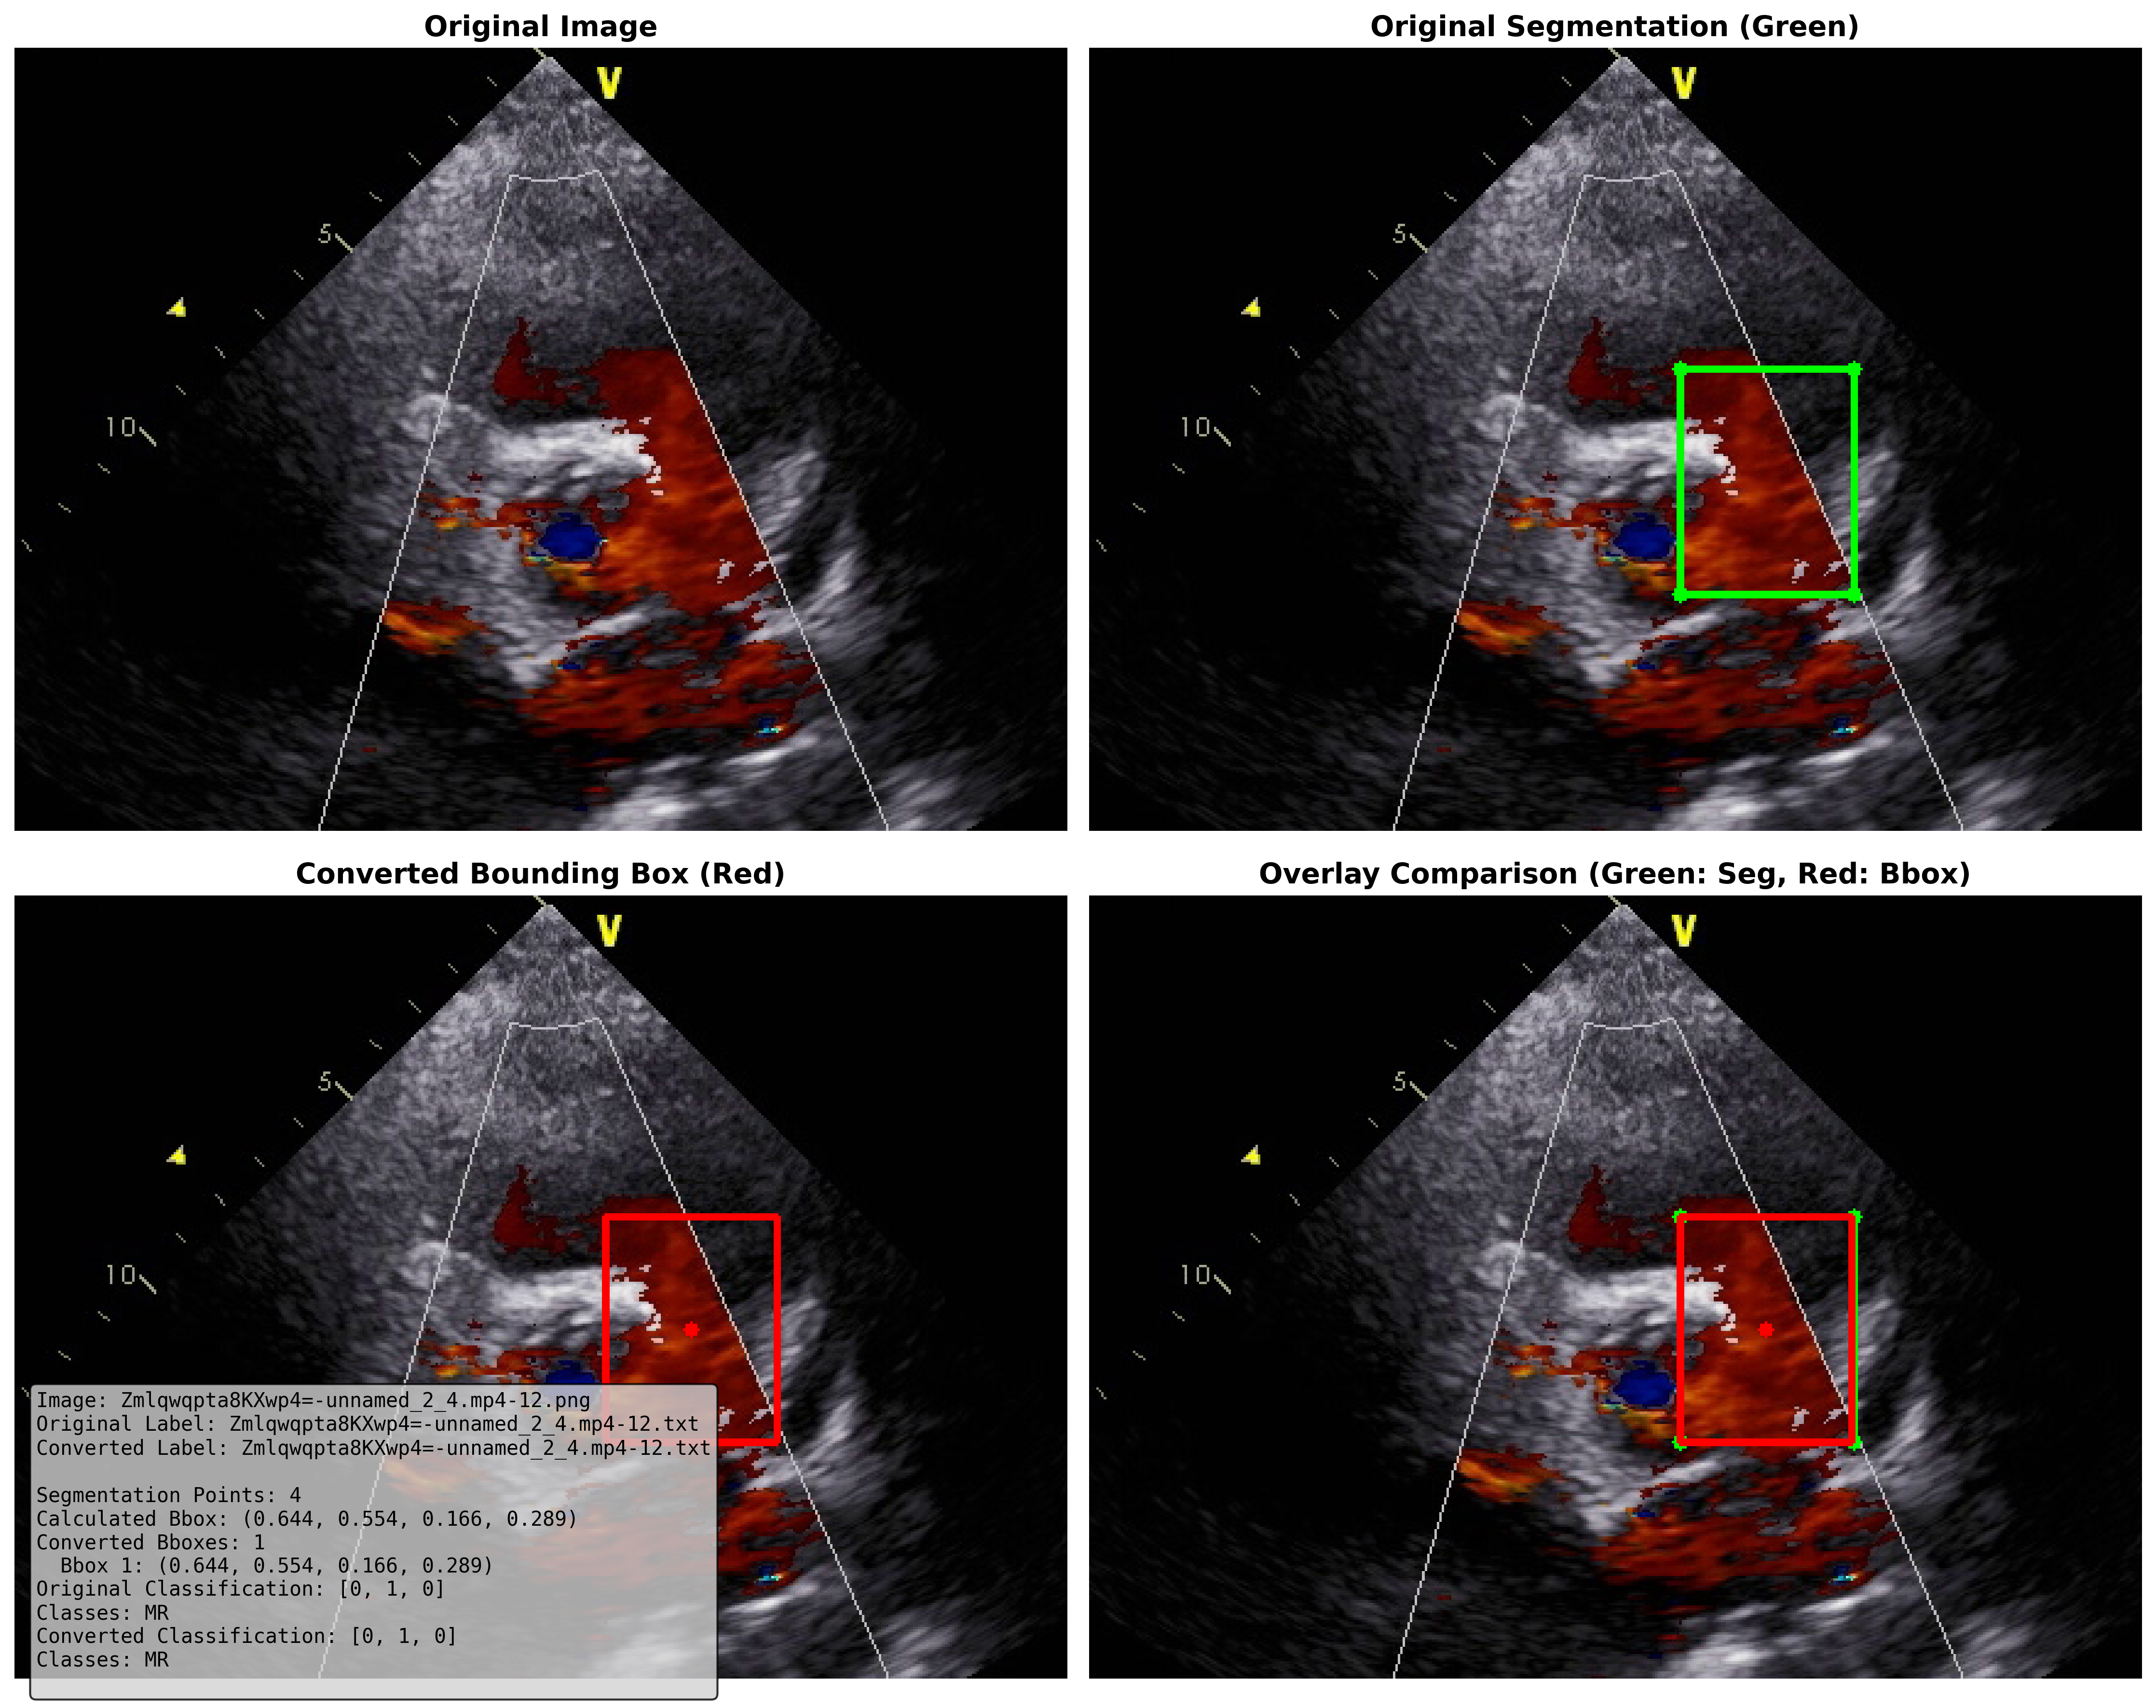 Original Image
Original Segmentation (Green)
V
5
10
V
5
10
Converted Bounding Box (Red)
Overlay Comparison (Green: Seg, Red: Bbox)
V
5
10
V
5
10
Image: Zmlqwqpta8KXwp4=-unnamed_2_4.mp4-12.png
Original Label: Zmlqwqpta8KXwp4=-unnamed_2_4.mp4-12.txt
Converted Label: Zmlqwqpta8KXwp4=-unnamed_2_4.mp4-12.txt
Segmentation Points: 4
Calculated Bbox: (0.644, 0.554, 0.166, 0.289)
Converted Bboxes: 1
Bbox 1: (0.644, 0.554, 0.166, 0.289)
Original Classification: [0, 1, 0]
Classes: MR
Converted Classification: [0, 1, 0]
Classes: MR